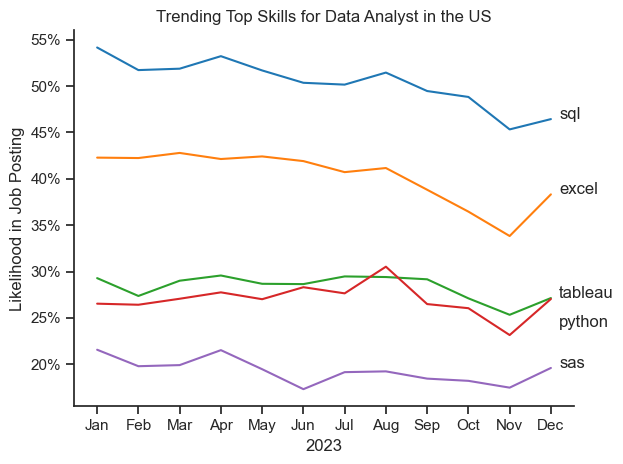 Trending Top Skills for Data Analyst in the US
55%
50%
45%
40%
35%
30%
25%
20%
Likelihood in Job Posting
sql
excel
tableau
python
sas
Jan Feb Mar Apr May Jun Jul Aug Sep Oct Nov Dec
2023